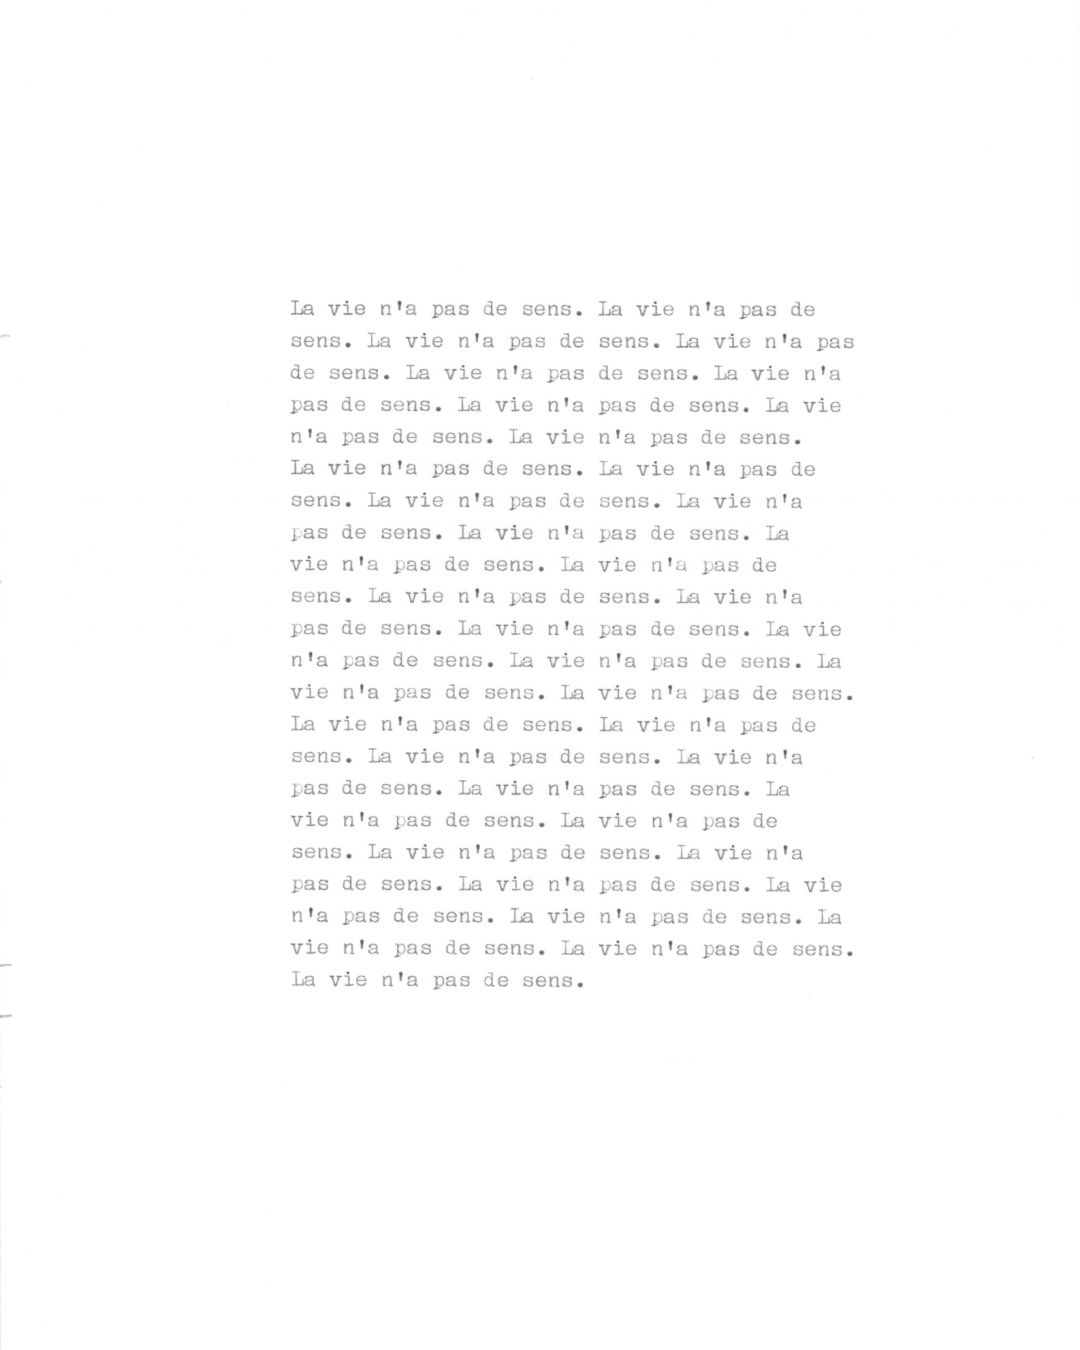 La vie n'a pas de sens. La vie n'a pas de
sens. La vie n'a pas de sens. La vie n'a pas
de sens. La vie n'a pas de sens. La vie n'a
pas de sens. La vie n'a pas de sens. La vie
n'a pas de sens. La vie n'a pas de sens.
La vie n'a pas de sens. La vie n'a pas de
sens. La vie n'a pas de sens. La vie n'a
pas de sens. La vie n'a pas de sens. La
vie n'a pas de sens. La vie n'a pas de
sens. La vie n'a pas de sens. La vie n'a
pas de sens. La vie n'a pas de sens. La vie
n'a pas de sens. La vie n'a pas de sens. La
vie n'a pas de sens. La vie n'a pas de sens.
La vie n'a pas de sens. La vie n'a pas de
sens. La vie n'a pas de sens. La vie n'a
pas de sens. La vie n'a pas de sens. La
vie n'a pas de sens. La vie n'a pas de
sens. La vie n'a pas de sens. La vie n'a
pas de sens. La vie n'a pas de sens. La vie
n'a pas de sens. La vie n'a pas de sens. La
vie n'a pas de sens. La vie n'a pas de sens.
La vie n'a pas de sens.